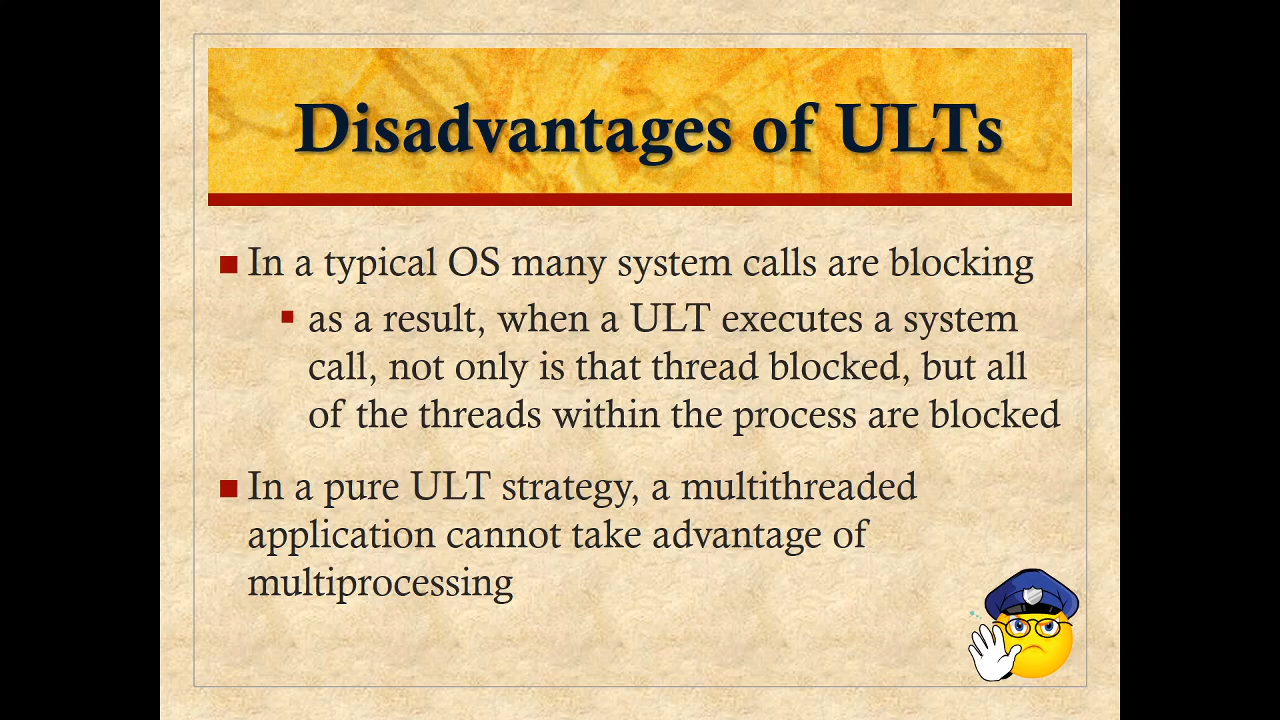 Disadvantages of ULTs
In a typical OS many system calls are blocking
as a result, when a ULT executes a system
call, not only is that thread blocked, but all
of the threads within the process are blocked
In a pure ULT strategy, a multithreaded
application cannot take advantage of
multiprocessing